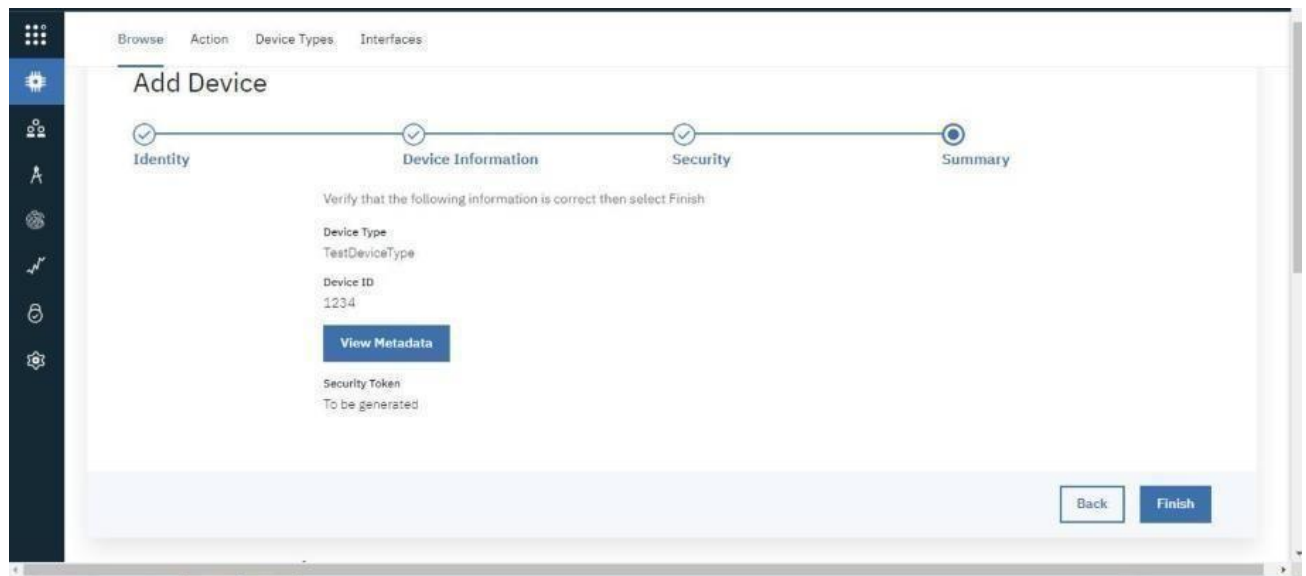 Browse Action Device Types Interfaces
Add Device
Identity Device Information Security Summary
Verify that the following information is correct then select Finish
Device Type
TestDeviceType
Device ID
1234
View Metadata
Security Token
To be generated
Back Finish